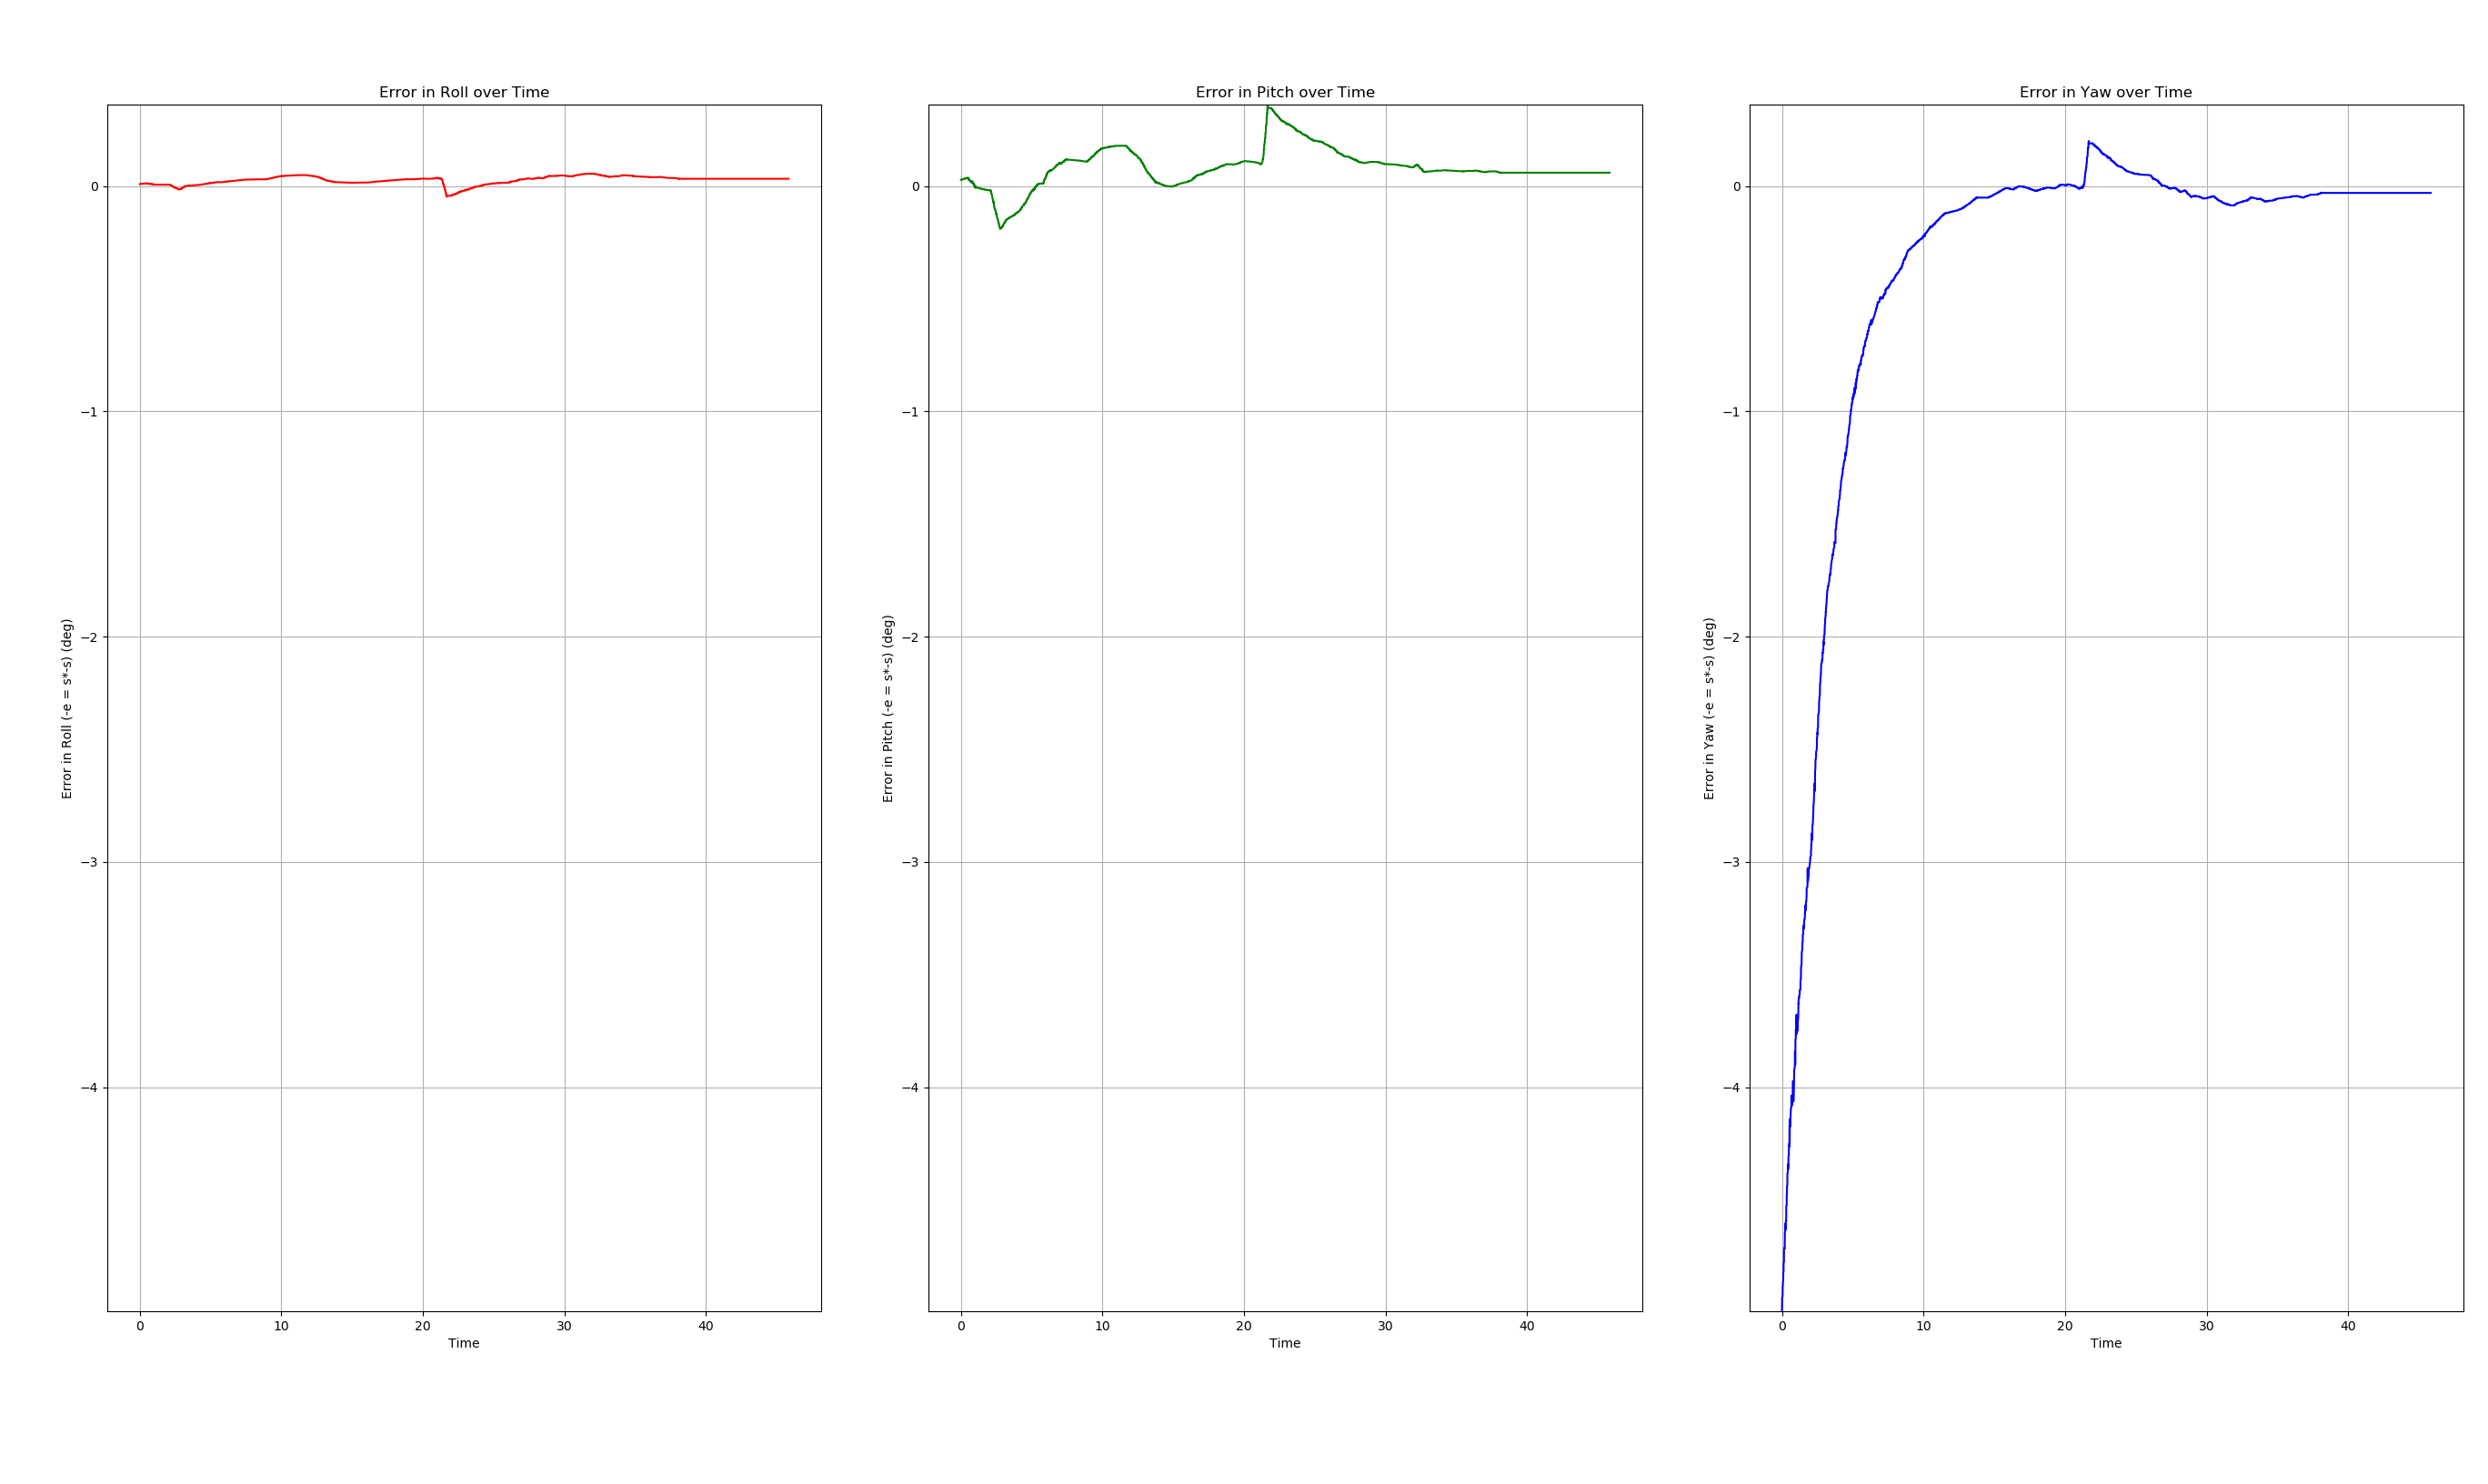 Error in Roll over Time
Error in Roll (-e = s*-s) (deg)
0
−1
−2
−3
−4
0 10 20 30 40
Time
Error in Pitch over Time
Error in Pitch (-e = s*-s) (deg)
0
−1
−2
−3
−4
0 10 20 30 40
Time
Error in Yaw over Time
Error in Yaw (-e = s*-s) (deg)
0
−1
−2
−3
−4
0 10 20 30 40
Time